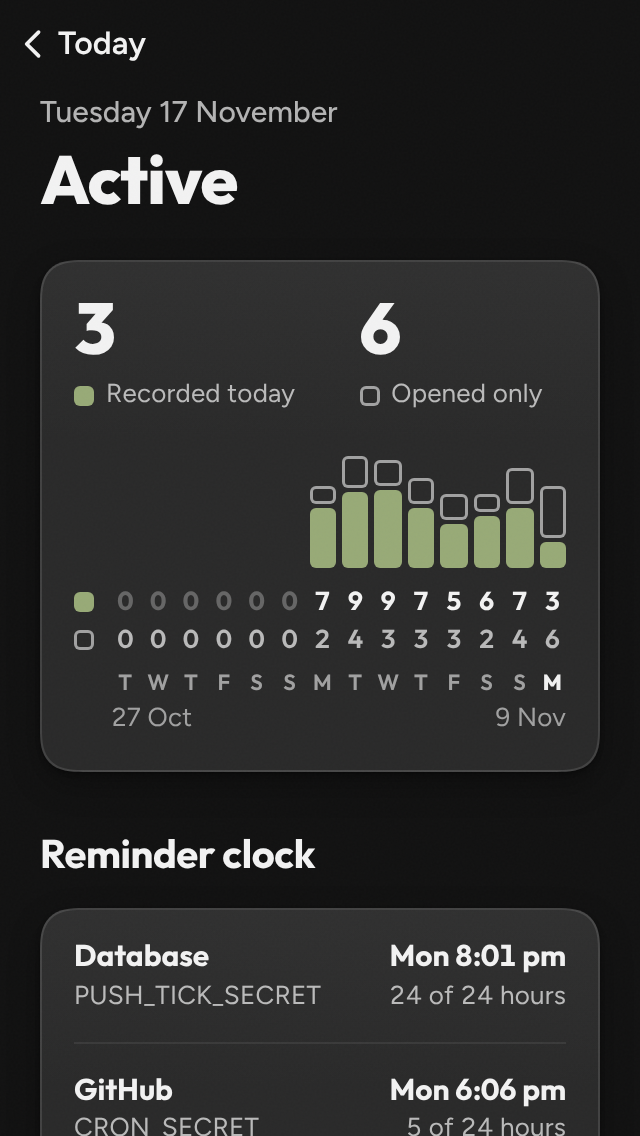 Today
Tuesday 17 November
Active
3 6
Recorded today Opened only
0 0 0 0 0 0 7 9 9 7 5 6 7 3
0 0 0 0 0 0 2 4 3 3 3 2 4 6
T W T F S S M T W T F S S M
27 Oct 9 Nov
Reminder clock
Database Mon 8:01 pm
PUSH_TICK_SECRET 24 of 24 hours
GitHub Mon 6:06 pm
CRON_SECRET 5 of 24 hours